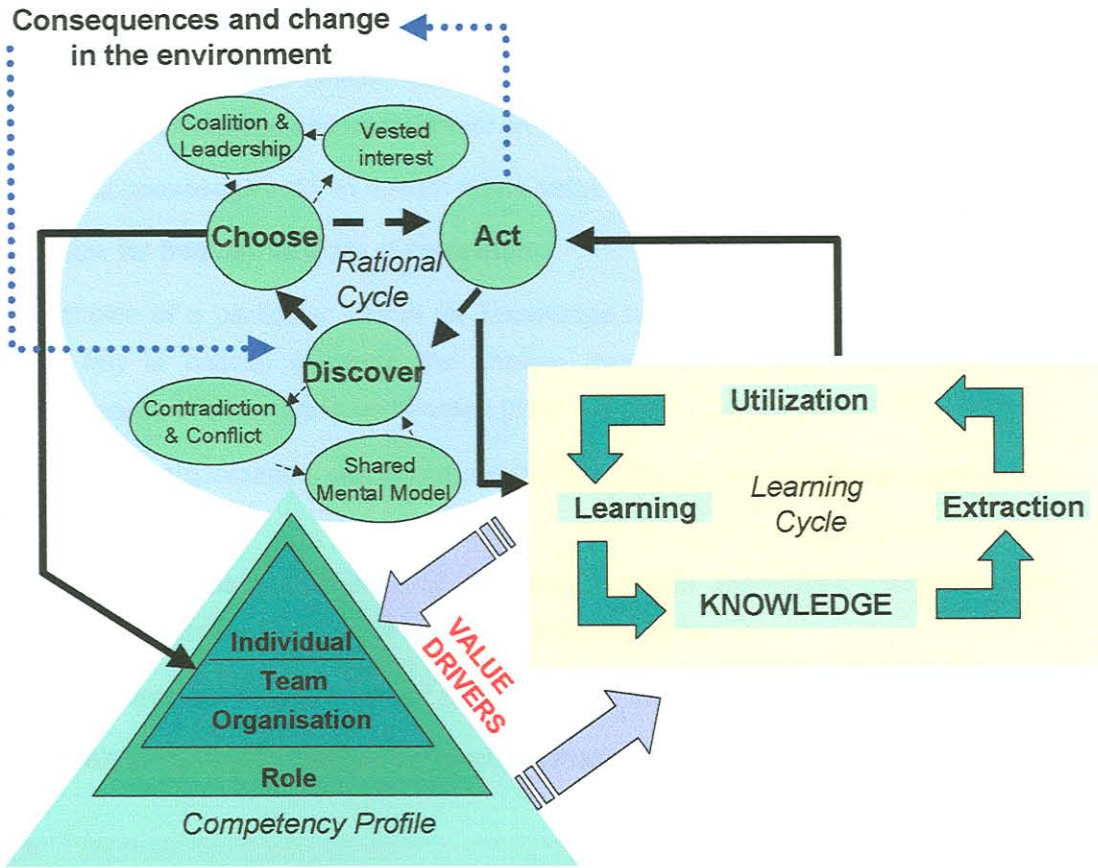 Consequences and change
in the environment
Coalition &
Leadership
Vested
interest
Choose
Act
Rational
Cycle
Discover
Contradiction
& Conflict
Shared
Mental Model
Utilization
Learning
Learning
Cycle
Extraction
KNOWLEDGE
VALUE
DRIVERS
Individual
Team
Organisation
Role
Competency Profile